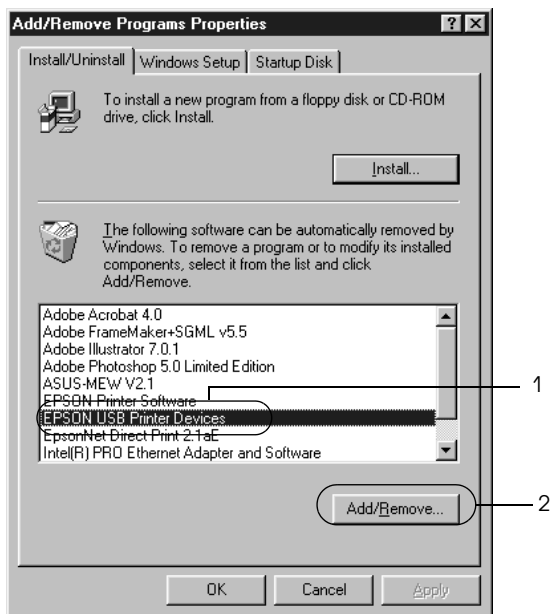 Add/Remove Programs Properties
Install/Uninstall
Windows Setup
Startup Disk
To install a new program from a floppy disk or CD-ROM
drive, click Install.
Install...
The following software can be automatically removed by
Windows. To remove a program or to modify its installed
components, select it from the list and click
Add/Remove.
Adobe Acrobat 4.0
Adobe FrameMaker+SGML v5.5
Adobe Illustrator 7.0.1
Adobe Photoshop 5.0 Limited Edition
ASUS-MEW V2.1
EPSON Printer Software
EPSON USB Printer Devices
EpsonNet Direct Print 2.1aE
Intel(R) PRO Ethernet Adapter and Software
1
Add/Remove...
2
OK
Cancel
Apply